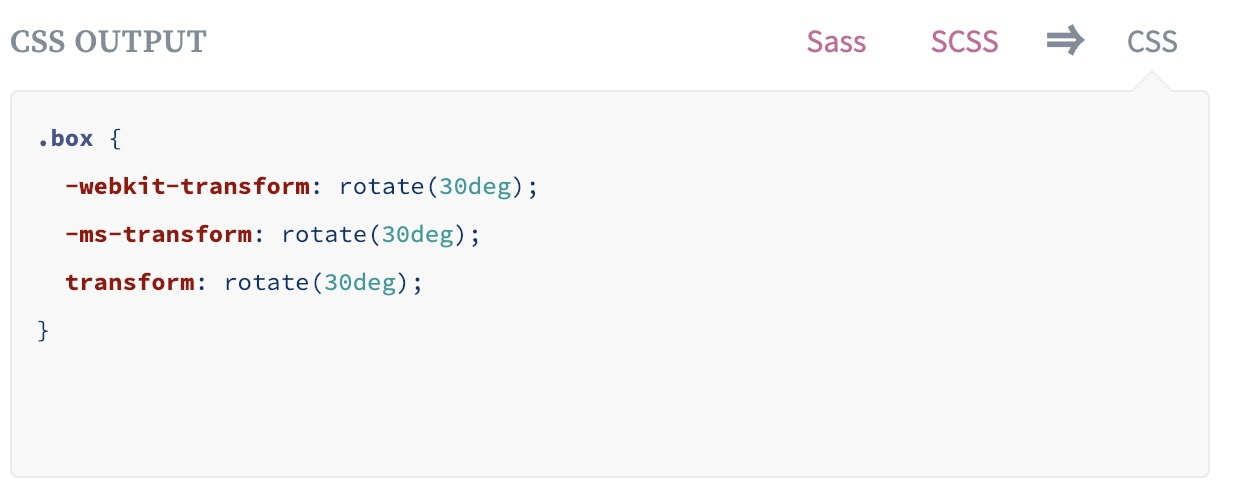 CSS OUTPUT Sass SCSS ⇒ CSS
.box {
  -webkit-transform: rotate(30deg);
  -ms-transform: rotate(30deg);
  transform: rotate(30deg);
}